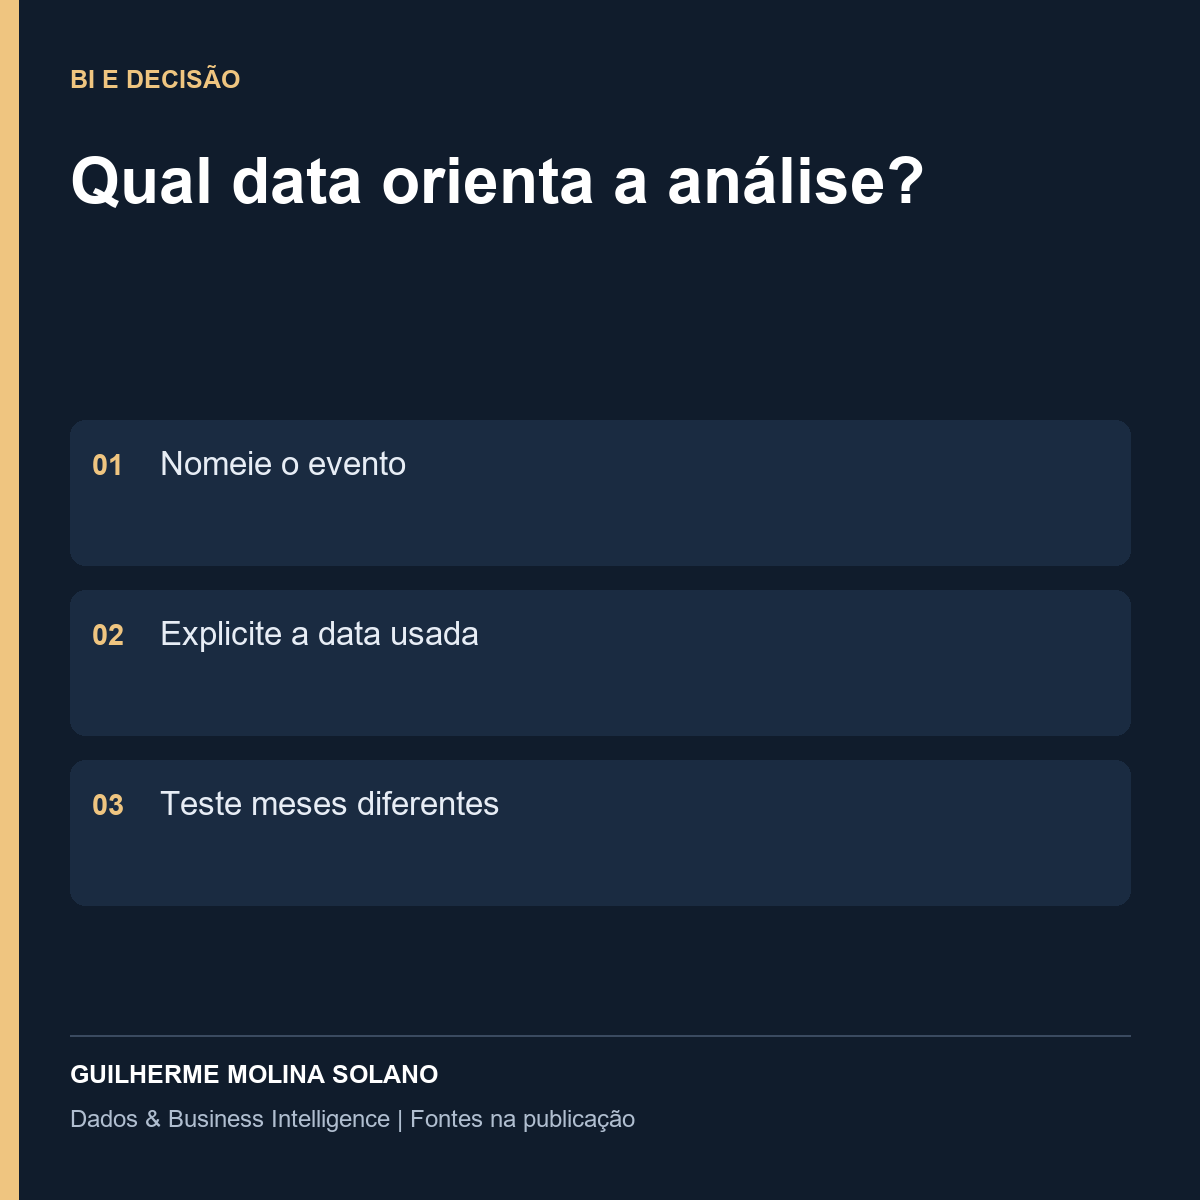 BI E DECISÃO
Qual data orienta a análise?
01 Nomeie o evento
02 Explicite a data usada
03 Teste meses diferentes
GUILHERME MOLINA SOLANO
Dados & Business Intelligence | Fontes na publicação